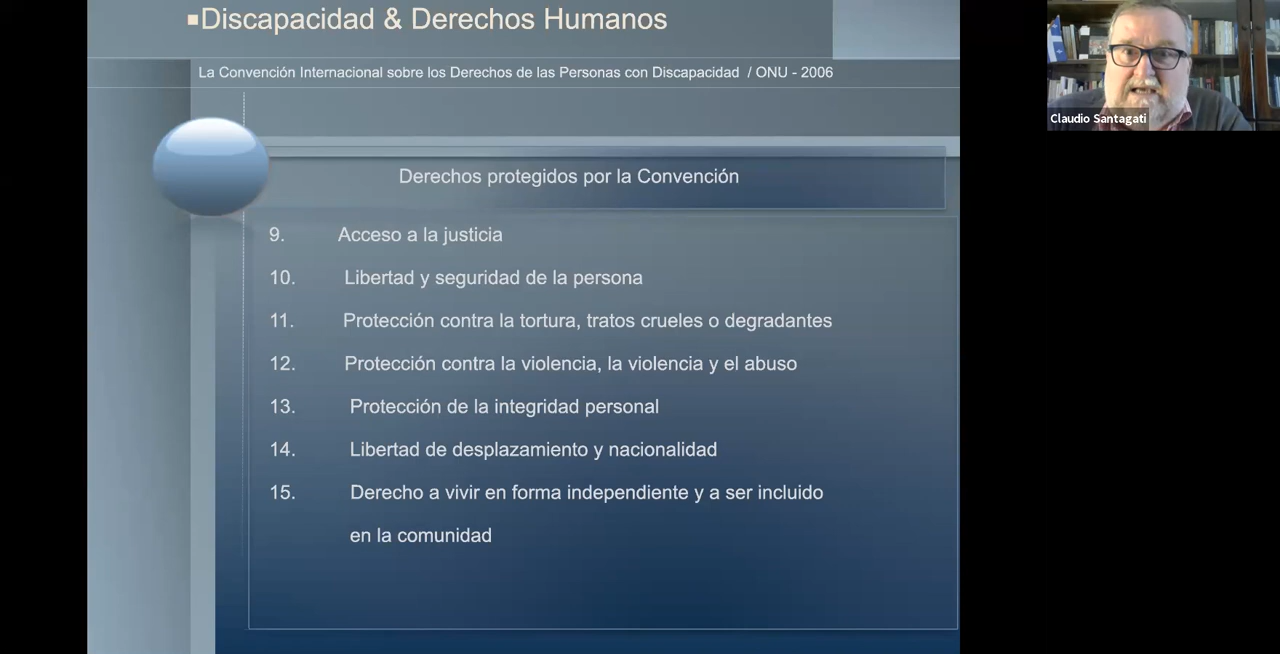 ▪Discapacidad & Derechos Humanos
La Convención Internacional sobre los Derechos de las Personas con Discapacidad / ONU - 2006
Claudio Santagati
Derechos protegidos por la Convención
9. Acceso a la justicia
10. Libertad y seguridad de la persona
11. Protección contra la tortura, tratos crueles o degradantes
12. Protección contra la violencia, la violencia y el abuso
13. Protección de la integridad personal
14. Libertad de desplazamiento y nacionalidad
15. Derecho a vivir en forma independiente y a ser incluido
en la comunidad